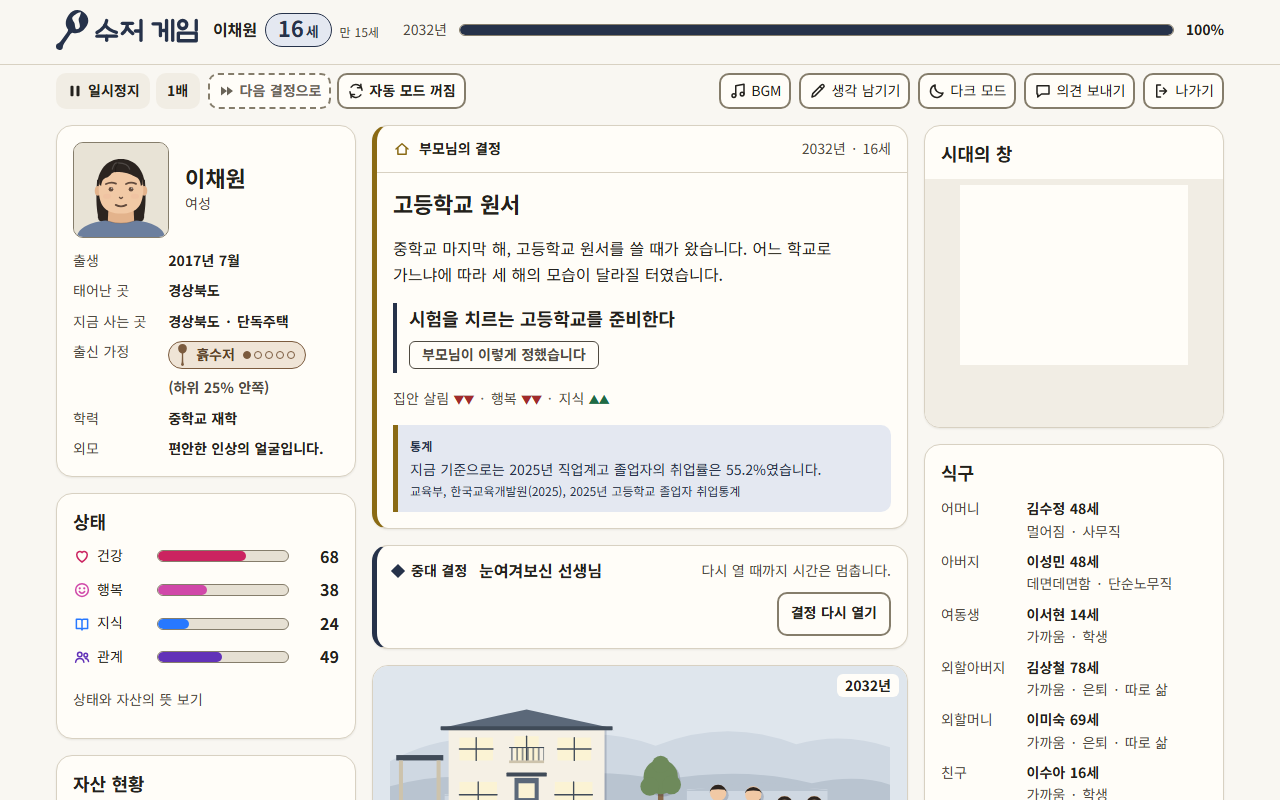 수저 게임
이채원
16세
만 15세
2032년
100%
일시정지
1배
다음 결정으로
자동 모드 꺼짐
BGM
생각 남기기
다크 모드
의견 보내기
나가기
이채원
여성
출생 2017년 7월
태어난 곳 경상북도
지금 사는 곳 경상북도 · 단독주택
출신 가정 흙수저
(하위 25% 안쪽)
학력 중학교 재학
외모 편안한 인상의 얼굴입니다.
상태
건강 68
행복 38
지식 24
관계 49
상태와 자산의 뜻 보기
자산 현황
부모님의 결정
2032년 · 16세
고등학교 원서
중학교 마지막 해, 고등학교 원서를 쓸 때가 왔습니다. 어느 학교로
가느냐에 따라 세 해의 모습이 달라질 터였습니다.
시험을 치르는 고등학교를 준비한다
부모님이 이렇게 정했습니다
집안 살림 ▼▼ · 행복 ▼▼ · 지식 ▲▲
통계
지금 기준으로는 2025년 직업계고 졸업자의 취업률은 55.2%였습니다.
교육부, 한국교육개발원(2025), 2025년 고등학교 졸업자 취업통계
중대 결정 눈여겨보신 선생님
다시 열 때까지 시간은 멈춥니다.
결정 다시 열기
2032년
시대의 창
식구
어머니 김수정 48세
멀어짐 · 사무직
아버지 이성민 48세
데면데면함 · 단순노무직
여동생 이서현 14세
가까움 · 학생
외할아버지 김상철 78세
가까움 · 은퇴 · 따로 삶
외할머니 이미숙 69세
가까움 · 은퇴 · 따로 삶
친구 이수아 16세
가까움 · 학생